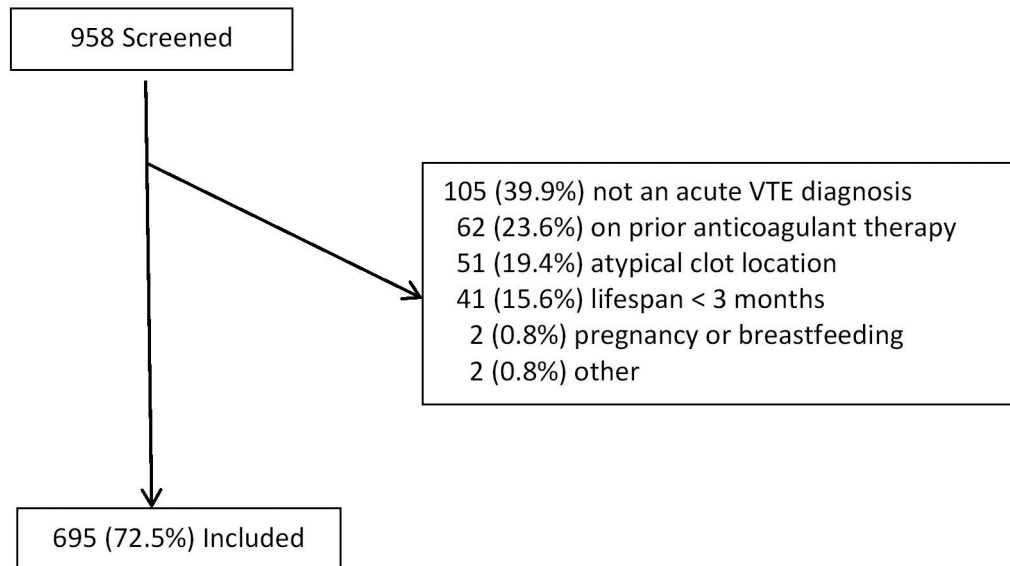 958 Screened
105 (39.9%) not an acute VTE diagnosis
62 (23.6%) on prior anticoagulant therapy
51 (19.4%) atypical clot location
41 (15.6%) lifespan < 3 months
2 (0.8%) pregnancy or breastfeeding
2 (0.8%) other
695 (72.5%) Included